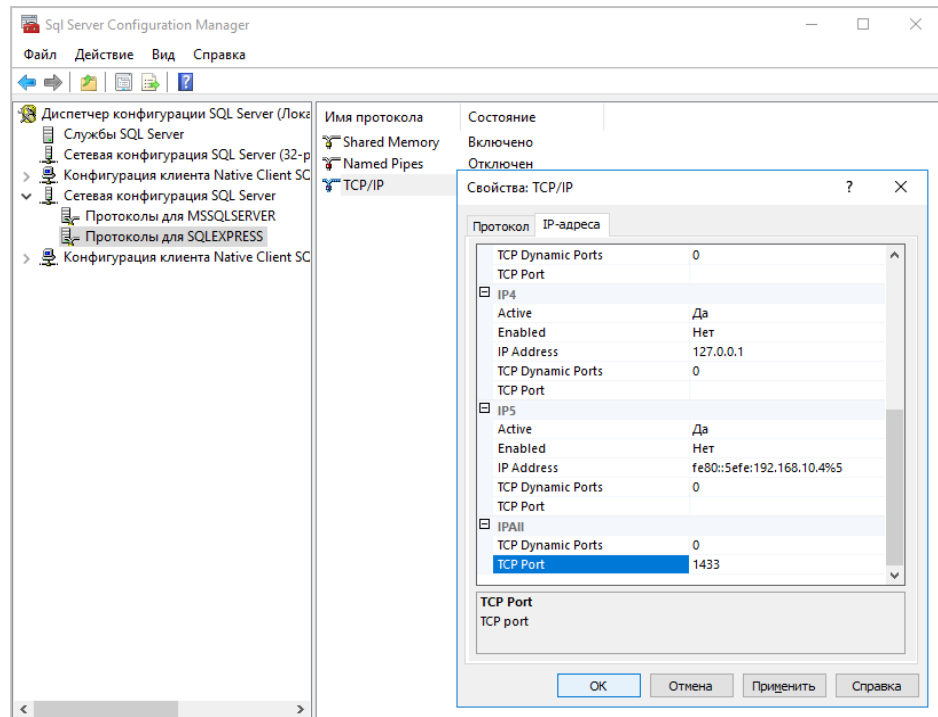 Sql Server Configuration Manager
Файл Действие Вид Справка
Диспетчер конфигурации SQL Server (Лока
Службы SQL Server
Сетевая конфигурация SQL Server (32-р
Конфигурация клиента Native Client SC
Сетевая конфигурация SQL Server
Протоколы для MSSQLSERVER
Протоколы для SQLEXPRESS
Конфигурация клиента Native Client SC
Имя протокола Состояние
Shared Memory Включено
Named Pipes Отключен
TCP/IP
Свойства: TCP/IP
Протокол IP-адреса
TCP Dynamic Ports 0
TCP Port
IP4
Active Да
Enabled Нет
IP Address 127.0.0.1
TCP Dynamic Ports 0
TCP Port
IP5
Active Да
Enabled Нет
IP Address fe80::5efe:192.168.10.4%5
TCP Dynamic Ports 0
TCP Port
IPAll
TCP Dynamic Ports 0
TCP Port 1433
TCP Port
TCP port
ОК Отмена Применить Справка